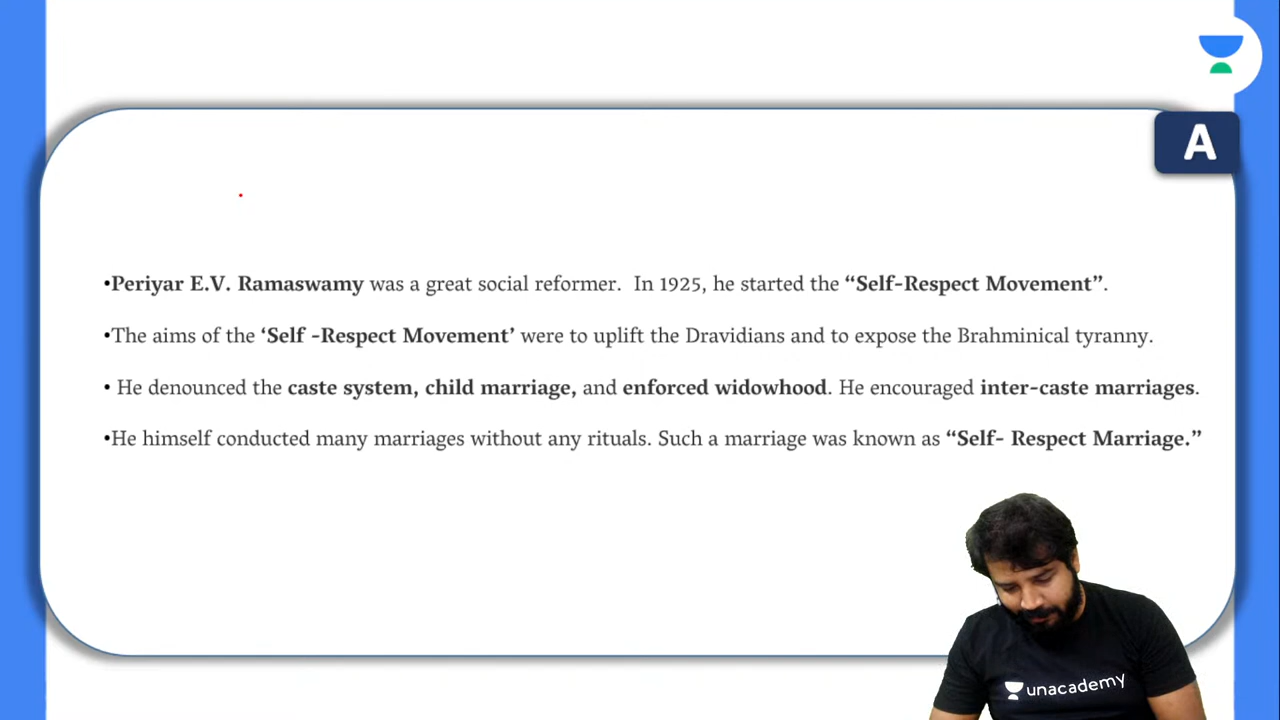 A
•Periyar E.V. Ramaswamy was a great social reformer.  In 1925, he started the “Self-Respect Movement”.
•The aims of the ‘Self -Respect Movement’ were to uplift the Dravidians and to expose the Brahminical tyranny.
• He denounced the caste system, child marriage, and enforced widowhood. He encouraged inter-caste marriages.
•He himself conducted many marriages without any rituals. Such a marriage was known as “Self- Respect Marriage.”
unacademy